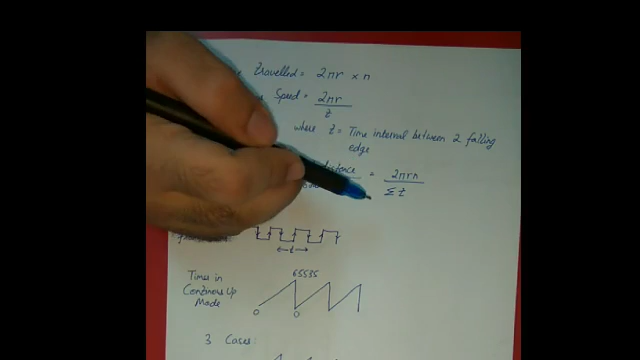 Travelled = 2πr × n
Speed = 2πr
t
where t = Time interval between 2 falling
edge
= 2πrn
Σt
t
Timer in
65535
Continous Up
Mode
0
0
3 Cases: